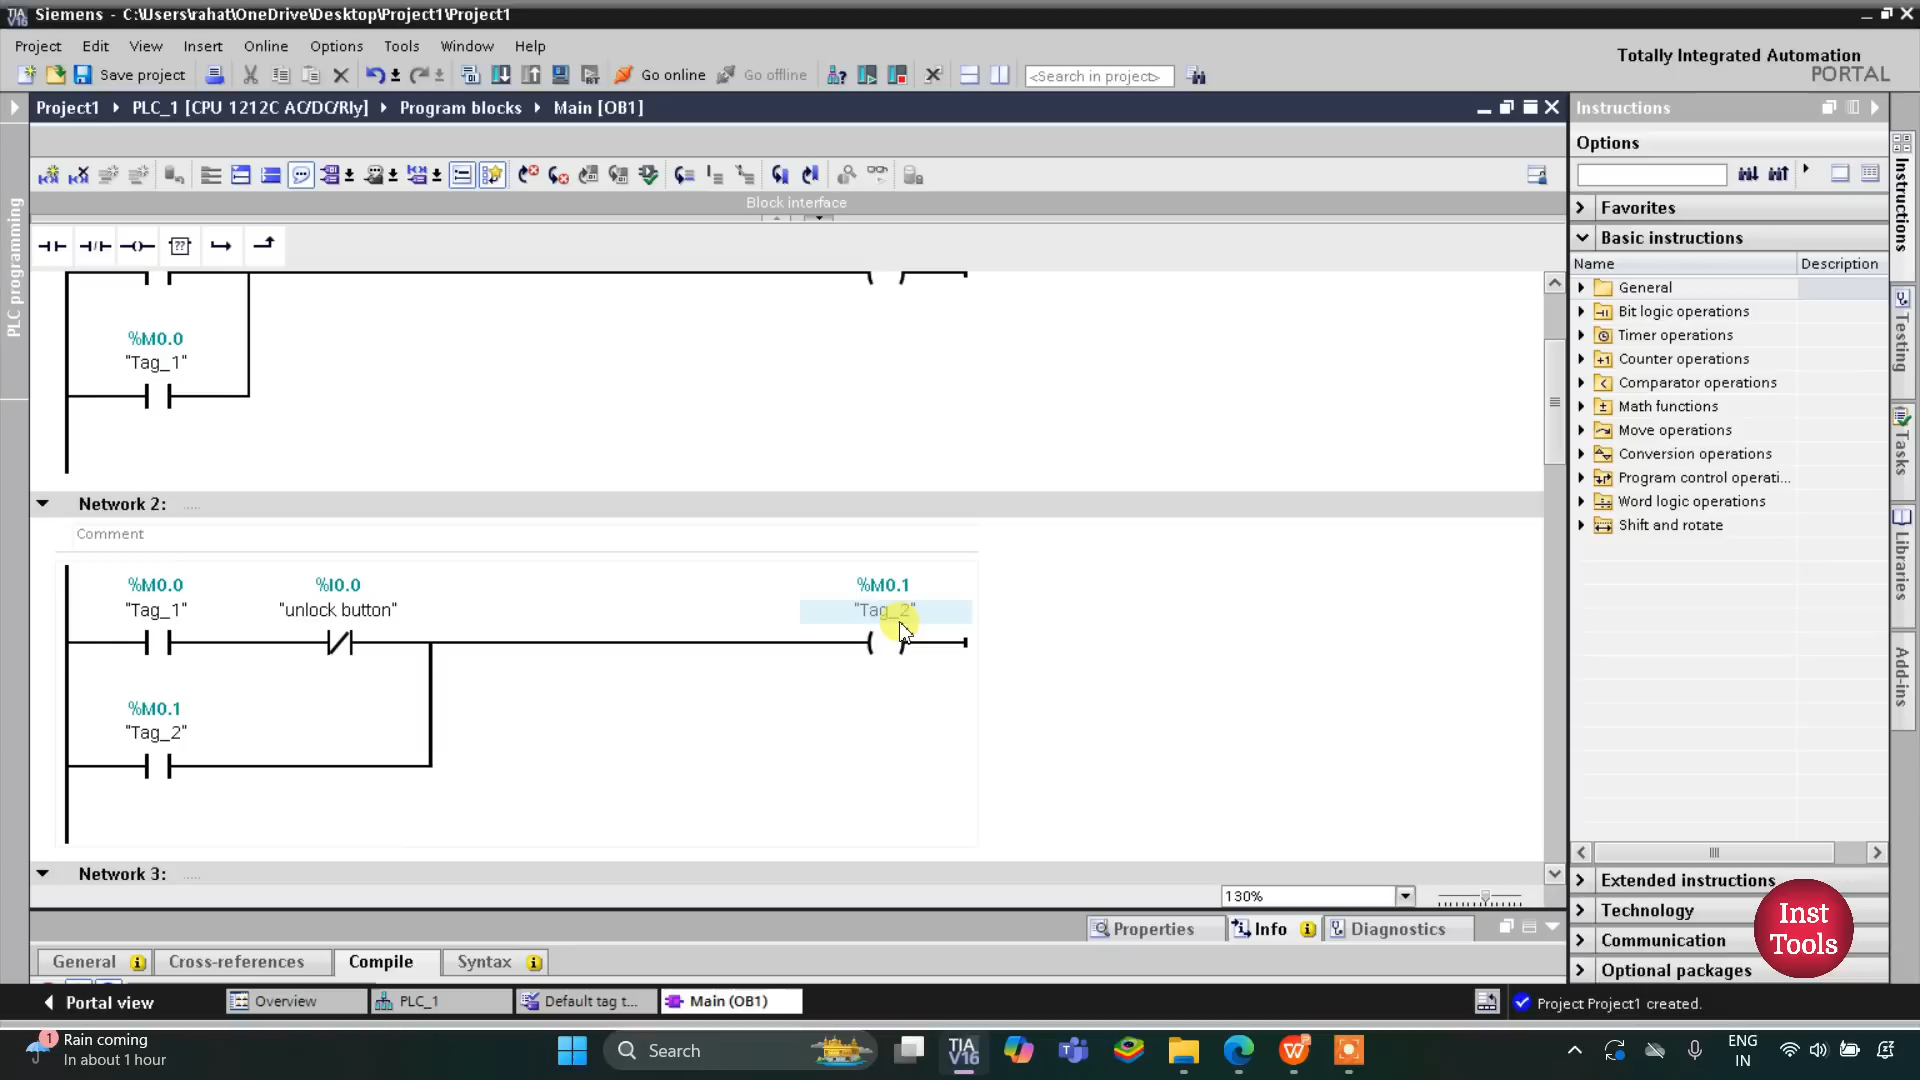 Siemens - C:\Users\rahat\OneDrive\Desktop\Project1\Project1
Project Edit View Insert Online Options Tools Window Help
Totally Integrated Automation
PORTAL
Save project
Go online
Go offline
<Search in project>
Project1 PLC_1 [CPU 1212C AC/DC/Rly] Program blocks Main [OB1]
Block interface
??
%M0.0
"Tag_1"
Network 2: .....
Comment
%M0.0
"Tag_1"
%I0.0
"unlock button"
%M0.1
"Tag_2"
%M0.1
"Tag_2"
Network 3: .....
130%
Properties
Info
Diagnostics
General
Cross-references
Compile
Syntax
PLC programming
Instructions
Options
Favorites
Basic instructions
Name Description
General
Bit logic operations
Timer operations
Counter operations
Comparator operations
Math functions
Move operations
Conversion operations
Program control operati...
Word logic operations
Shift and rotate
Extended instructions
Technology
Communication
Optional packages
Instructions
Testing
Tasks
Libraries
Add-ins
Inst
Tools
Portal view
Overview
PLC_1
Default tag t...
Main (OB1)
Project Project1 created.
1
Rain coming
In about 1 hour
Search
TIA
V16
ENG
IN